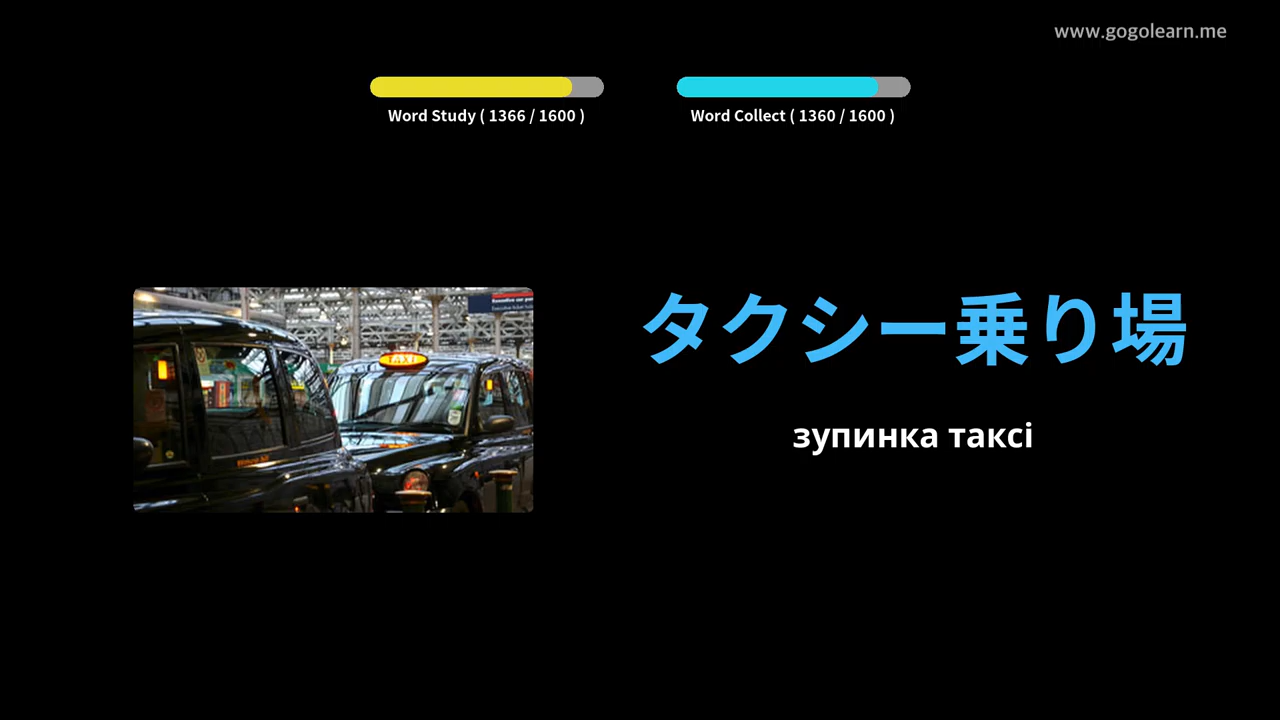 www.gogolearn.me
Word Study ( 1366 / 1600 )
Word Collect ( 1360 / 1600 )
タクシー乗り場
зупинка таксі
TAXI